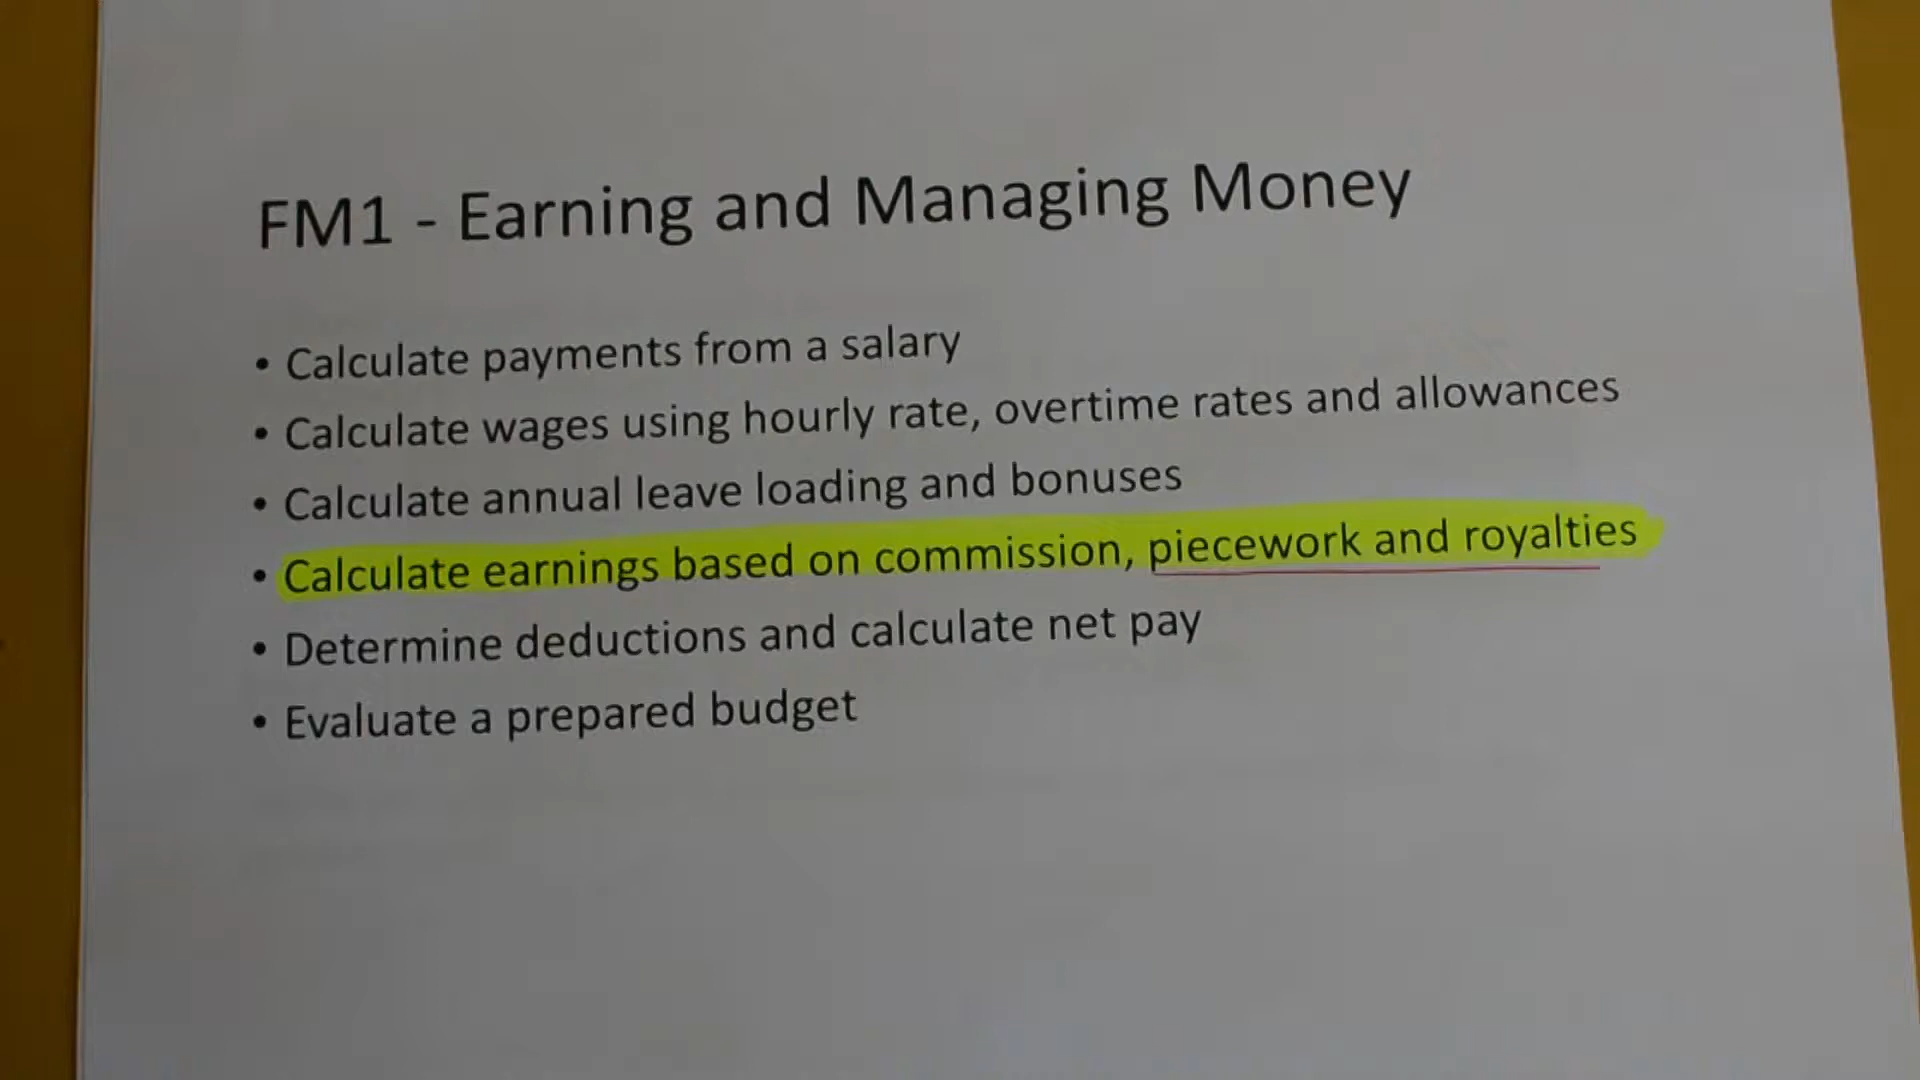 FM1 - Earning and Managing Money
• Calculate payments from a salary
• Calculate wages using hourly rate, overtime rates and allowances
• Calculate annual leave loading and bonuses
• Calculate earnings based on commission, piecework and royalties
• Determine deductions and calculate net pay
• Evaluate a prepared budget